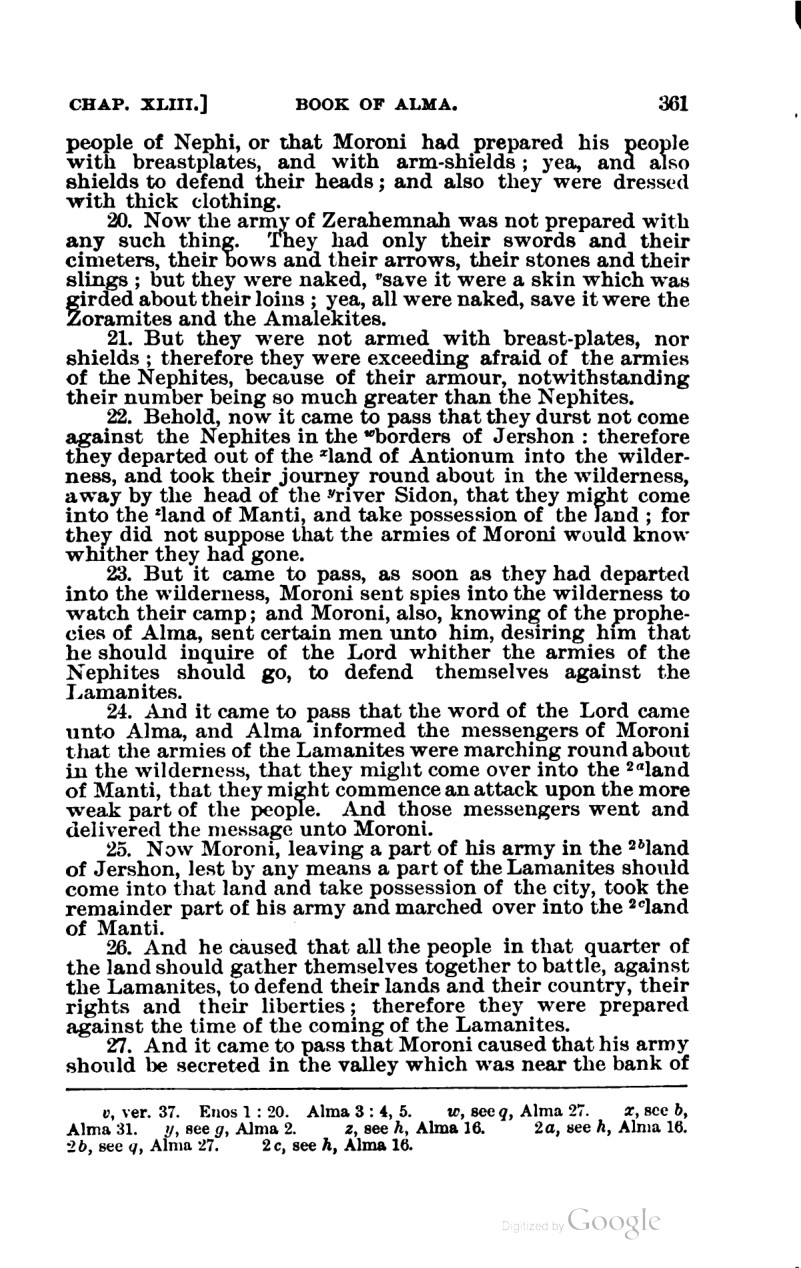 CHAP. XLIII.] BOOK OF ALMA. 361
people of Nephi, or that Moroni had prepared his people
with breastplates, and with arm-shields ; yea, and also
shields to defend their heads ; and also they were dressed
with thick clothing.
20. Now the army of Zerahemnah was not prepared with
any such thing. They had only their swords and their
cimeters, their bows and their arrows, their stones and their
slings ; but they were naked, ᵛsave it were a skin which was
girded about their loins ; yea, all were naked, save it were the
Zoramites and the Amalekites.
21. But they were not armed with breast-plates, nor
shields ; therefore they were exceeding afraid of the armies
of the Nephites, because of their armour, notwithstanding
their number being so much greater than the Nephites.
22. Behold, now it came to pass that they durst not come
against the Nephites in the ʷborders of Jershon : therefore
they departed out of the ˣland of Antionum into the wilder-
ness, and took their journey round about in the wilderness,
away by the head of the ʸriver Sidon, that they might come
into the ᶻland of Manti, and take possession of the land ; for
they did not suppose that the armies of Moroni would know
whither they had gone.
23. But it came to pass, as soon as they had departed
into the wilderness, Moroni sent spies into the wilderness to
watch their camp ; and Moroni, also, knowing of the prophe-
cies of Alma, sent certain men unto him, desiring him that
he should inquire of the Lord whither the armies of the
Nephites should go, to defend themselves against the
Lamanites.
24. And it came to pass that the word of the Lord came
unto Alma, and Alma informed the messengers of Moroni
that the armies of the Lamanites were marching round about
in the wilderness, that they might come over into the ²ᵃland
of Manti, that they might commence an attack upon the more
weak part of the people. And those messengers went and
delivered the message unto Moroni.
25. Now Moroni, leaving a part of his army in the ²ᵇland
of Jershon, lest by any means a part of the Lamanites should
come into that land and take possession of the city, took the
remainder part of his army and marched over into the ²ᶜland
of Manti.
26. And he caused that all the people in that quarter of
the land should gather themselves together to battle, against
the Lamanites, to defend their lands and their country, their
rights and their liberties ; therefore they were prepared
against the time of the coming of the Lamanites.
27. And it came to pass that Moroni caused that his army
should be secreted in the valley which was near the bank of
v, ver. 37. Enos 1 : 20. Alma 3 : 4, 5. w, see q, Alma 27. x, see b,
Alma 31. y, see g, Alma 2. z, see h, Alma 16. 2a, see h, Alma 16.
2b, see q, Alma 27. 2c, see h, Alma 16.
Digitized by Google